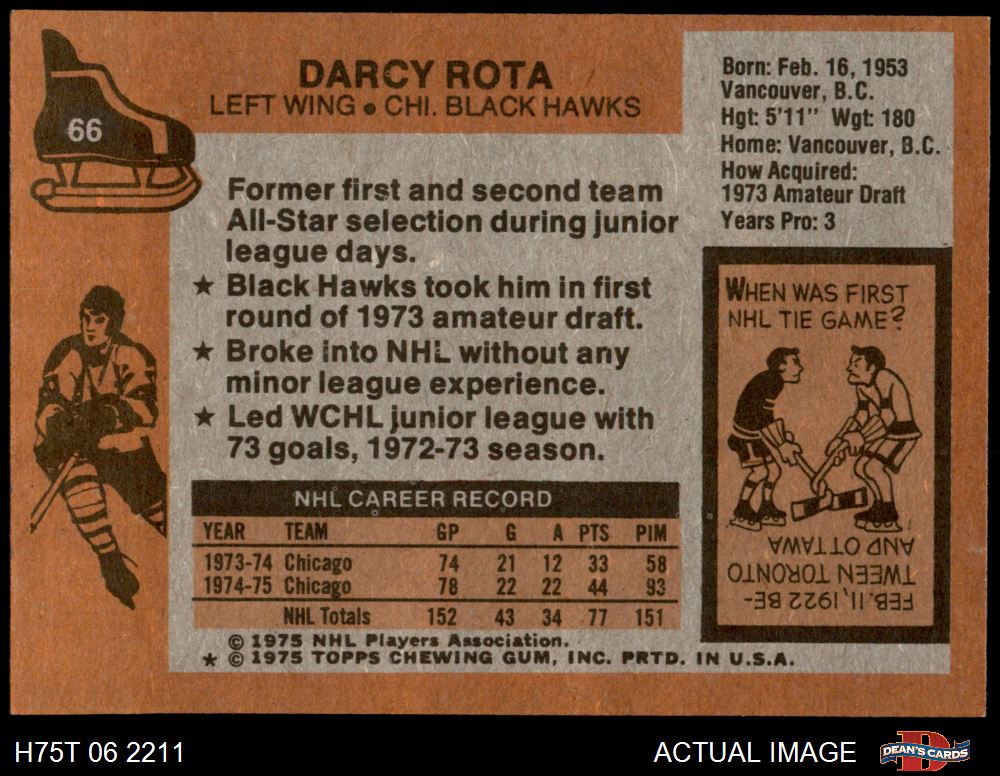 66
DARCY ROTA
LEFT WING • CHI. BLACK HAWKS
Born: Feb. 16, 1953
Vancouver, B.C.
Hgt: 5'11" Wgt: 180
Home: Vancouver, B.C.
How Acquired:
1973 Amateur Draft
Years Pro: 3
Former first and second team
All-Star selection during junior
league days.
★ Black Hawks took him in first
round of 1973 amateur draft.
★ Broke into NHL without any
minor league experience.
★ Led WCHL junior league with
73 goals, 1972-73 season.
WHEN WAS FIRST
NHL TIE GAME?
FEB. 11, 1922 BE-
TWEEN TORONTO
AND OTTAWA
NHL CAREER RECORD
YEAR TEAM GP G A PTS PIM
1973-74 Chicago 74 21 12 33 58
1974-75 Chicago 78 22 22 44 93
NHL Totals 152 43 34 77 151
© 1975 NHL Players Association.
★ © 1975 TOPPS CHEWING GUM, INC. PRTD. IN U.S.A.
H75T 06 2211
ACTUAL IMAGE
D
DEAN'S CARDS